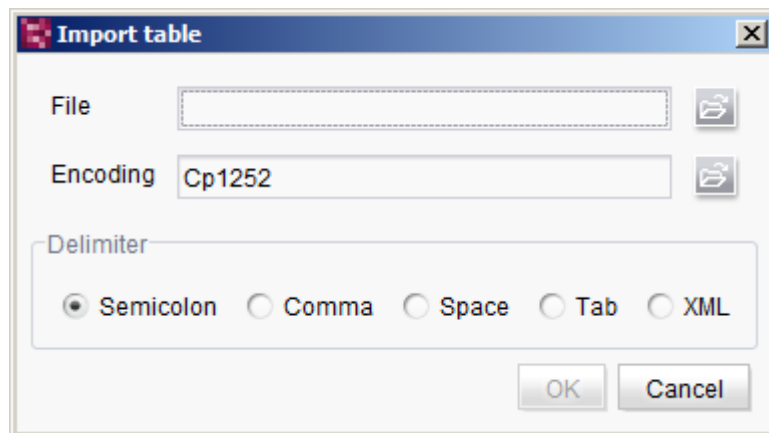 Import table
File
Encoding Cp1252
Delimiter
Semicolon Comma Space Tab XML
OK Cancel